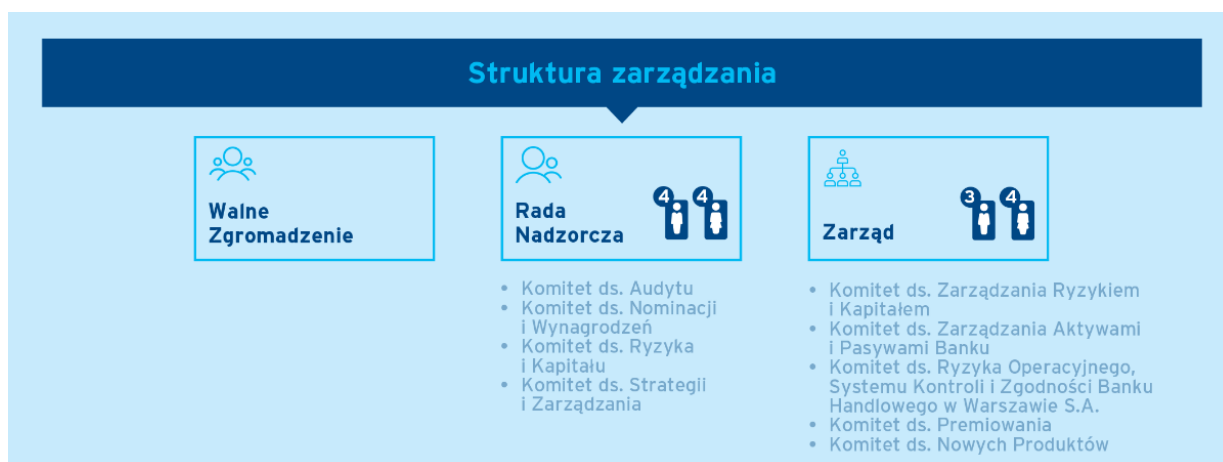 Struktura zarządzania
Walne
Zgromadzenie
Rada
Nadzorcza
4 4
• Komitet ds. Audytu
• Komitet ds. Nominacji
i Wynagrodzeń
• Komitet ds. Ryzyka
i Kapitału
• Komitet ds. Strategii
i Zarządzania
Zarząd
3 4
• Komitet ds. Zarządzania Ryzykiem
i Kapitałem
• Komitet ds. Zarządzania Aktywami
i Pasywami Banku
• Komitet ds. Ryzyka Operacyjnego,
Systemu Kontroli i Zgodności Banku
Handlowego w Warszawie S.A.
• Komitet ds. Premiowania
• Komitet ds. Nowych Produktów